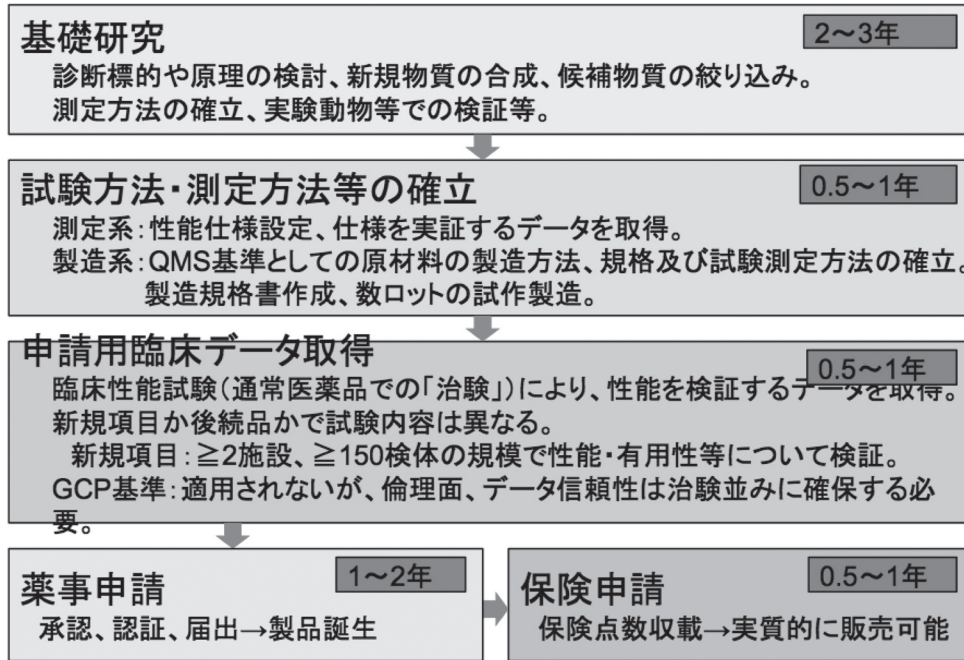 基礎研究
2～3年
診断標的や原理の検討、新規物質の合成、候補物質の絞り込み。
測定方法の確立、実験動物等での検証等。
試験方法・測定方法等の確立
0.5～1年
測定系：性能仕様設定、仕様を実証するデータを取得。
製造系：QMS基準としての原材料の製造方法、規格及び試験測定方法の確立。
製造規格書作成、数ロットの試作製造。
申請用臨床データ取得
0.5～1年
臨床性能試験（通常医薬品での「治験」）により、性能を検証するデータを取得。
新規項目か後続品かで試験内容は異なる。
新規項目：≧2施設、≧150検体の規模で性能・有用性等について検証。
GCP基準：適用されないが、倫理面、データ信頼性は治験並みに確保する必
要。
薬事申請
1～2年
承認、認証、届出→製品誕生
保険申請
0.5～1年
保険点数収載→実質的に販売可能